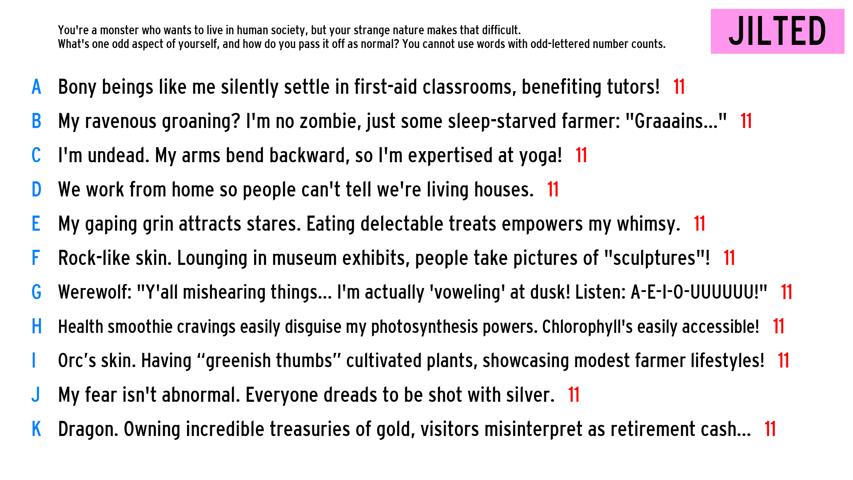 You're a monster who wants to live in human society, but your strange nature makes that difficult.
What's one odd aspect of yourself, and how do you pass it off as normal? You cannot use words with odd-lettered number counts.
JILTED
A Bony beings like me silently settle in first-aid classrooms, benefiting tutors! 11
B My ravenous groaning? I'm no zombie, just some sleep-starved farmer: "Graaains..." 11
C I'm undead. My arms bend backward, so I'm expertised at yoga! 11
D We work from home so people can't tell we're living houses. 11
E My gaping grin attracts stares. Eating delectable treats empowers my whimsy. 11
F Rock-like skin. Lounging in museum exhibits, people take pictures of "sculptures"! 11
G Werewolf: "Y'all mishearing things... I'm actually 'voweling' at dusk! Listen: A-E-I-O-UUUUUU!" 11
H Health smoothie cravings easily disguise my photosynthesis powers. Chlorophyll's easily accessible! 11
I Orc’s skin. Having “greenish thumbs” cultivated plants, showcasing modest farmer lifestyles! 11
J My fear isn't abnormal. Everyone dreads to be shot with silver. 11
K Dragon. Owning incredible treasuries of gold, visitors misinterpret as retirement cash... 11